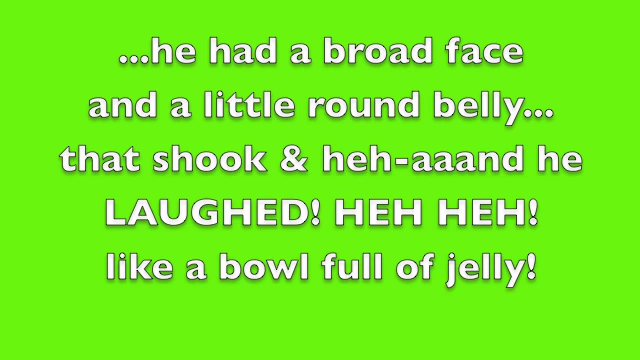 ...he had a broad face
and a little round belly...
that shook & heh-aaand he
LAUGHED! HEH HEH!
like a bowl full of jelly!